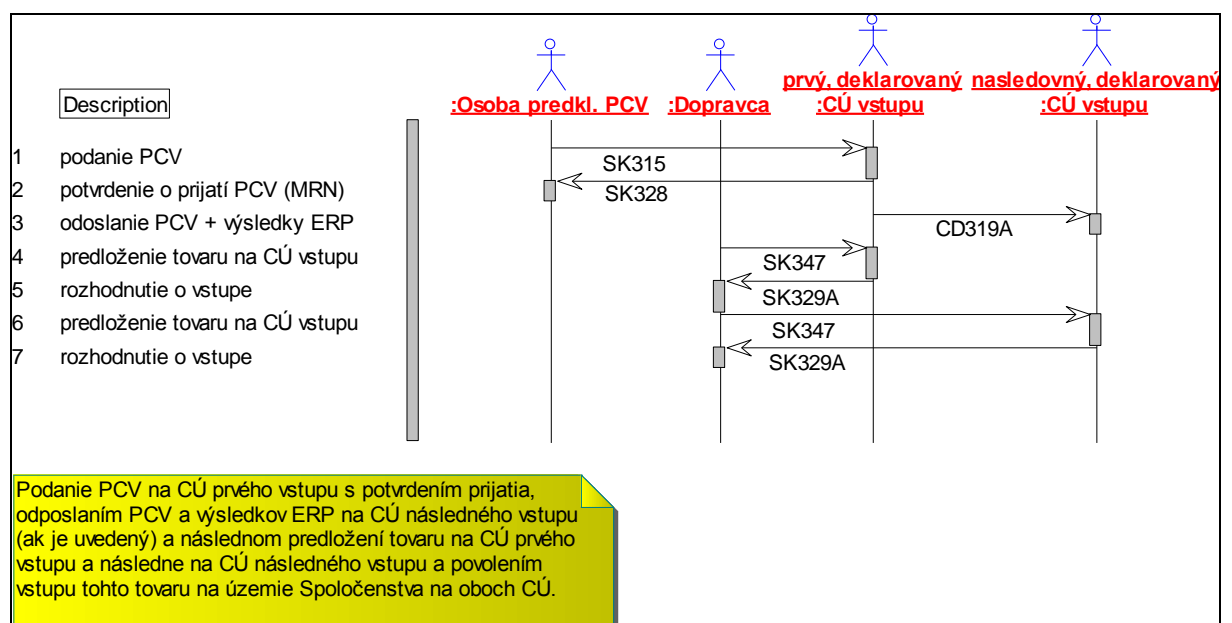 prvý, deklarovaný nasledovný, deklarovaný
Description :Osoba predkl. PCV :Dopravca :CÚ vstupu :CÚ vstupu
1 podanie PCV
SK315
2 potvrdenie o prijatí PCV (MRN)
SK328
3 odoslanie PCV + výsledky ERP
CD319A
4 predloženie tovaru na CÚ vstupu
SK347
5 rozhodnutie o vstupe
SK329A
6 predloženie tovaru na CÚ vstupu
SK347
7 rozhodnutie o vstupe
SK329A
Podanie PCV na CÚ prvého vstupu s potvrdením prijatia,
odposlaním PCV a výsledkov ERP na CÚ následného vstupu
(ak je uvedený) a následnom predložení tovaru na CÚ prvého
vstupu a následne na CÚ následného vstupu a povolením
vstupu tohto tovaru na územie Spoločenstva na oboch CÚ.